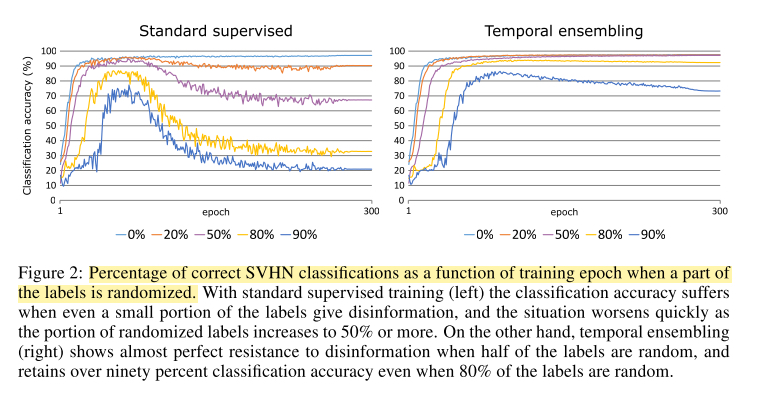 Standard supervised
Temporal ensembling
Classification accuracy (%)
100
90
80
70
60
50
40
30
20
10
0
1
epoch
300
0% 20% 50% 80% 90%
100
90
80
70
60
50
40
30
20
10
0
1
epoch
300
0% 20% 50% 80% 90%
Figure 2: Percentage of correct SVHN classifications as a function of training epoch when a part of
the labels is randomized. With standard supervised training (left) the classification accuracy suffers
when even a small portion of the labels give disinformation, and the situation worsens quickly as
the portion of randomized labels increases to 50% or more. On the other hand, temporal ensembling
(right) shows almost perfect resistance to disinformation when half of the labels are random, and
retains over ninety percent classification accuracy even when 80% of the labels are random.